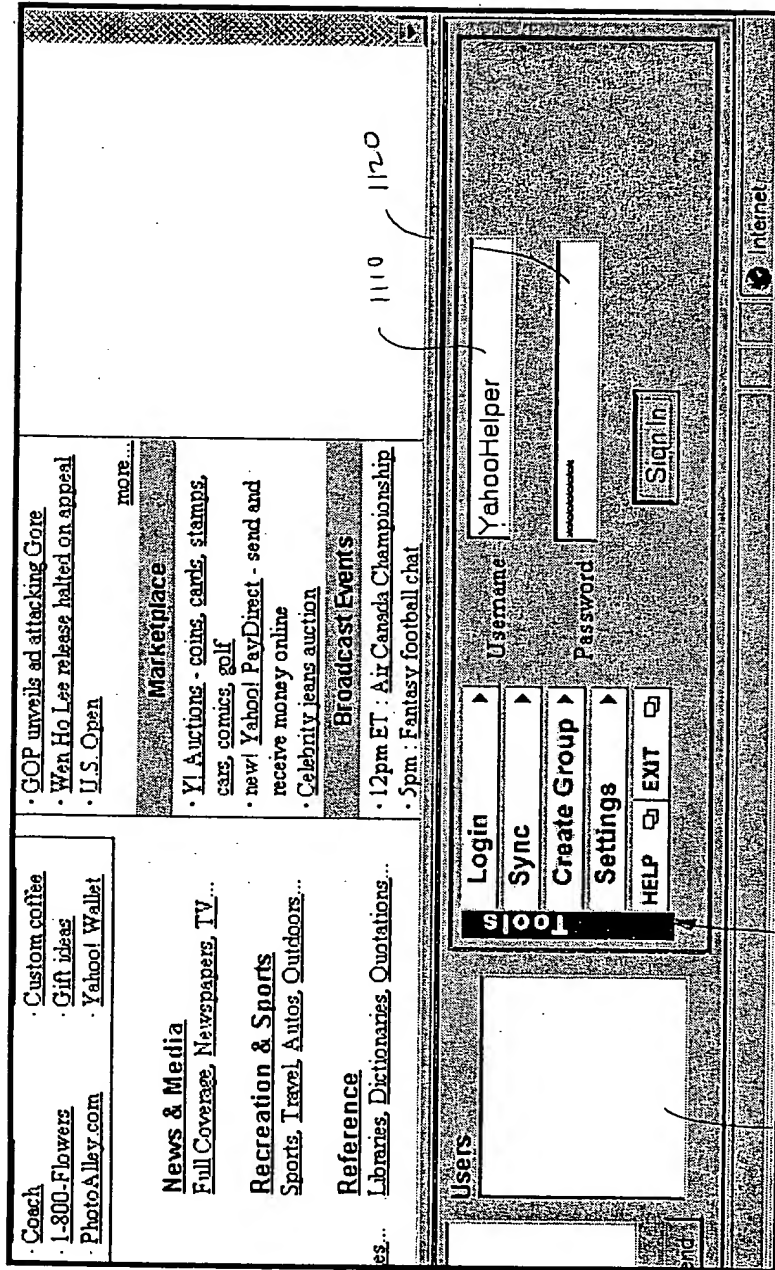 · Coach
· Custom coffee
· 1-800-Flowers
· Gift ideas
· PhotoAlley.com
· Yahoo! Wallet
News & Media
Full Coverage, Newspapers, TV...
Recreation & Sports
Sports, Travel, Autos, Outdoors...
Reference
es...
Libraries, Dictionaries, Quotations...
· GOP unveils ad attacking Gore
· Wen Ho Lee release halted on appeal
· U.S. Open
more...
Marketplace
· Y! Auctions - coins, cards, stamps,
cars, comics, golf
· new! Yahoo! PayDirect - send and
receive money online
· Celebrity jeans auction
Broadcast Events
· 12pm ET : Air Canada Championship
· 5pm : Fantasy football chat
1110
1120
Users
end
Tools
Login
Sync
Create Group
Settings
HELP
EXIT
Username
YahooHelper
Password
xxxxxxxxxx
Sign In
Internet